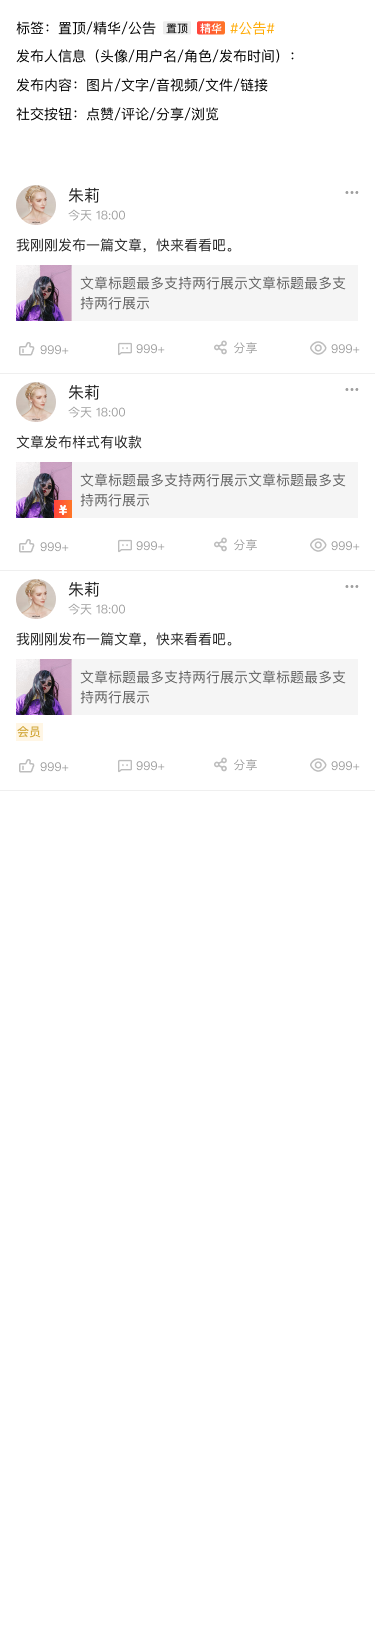 标签：置顶/精华/公告 置顶 精华 #公告#
发布人信息（头像/用户名/角色/发布时间）：
发布内容：图片/文字/音视频/文件/链接
社交按钮：点赞/评论/分享/浏览
朱莉
今天 18:00
我刚刚发布一篇文章，快来看看吧。
文章标题最多支持两行展示文章标题最多支
持两行展示
999+ 999+ 分享 999+
朱莉
今天 18:00
文章发布样式有收款
文章标题最多支持两行展示文章标题最多支
持两行展示
¥
999+ 999+ 分享 999+
朱莉
今天 18:00
我刚刚发布一篇文章，快来看看吧。
文章标题最多支持两行展示文章标题最多支
持两行展示
会员
999+ 999+ 分享 999+